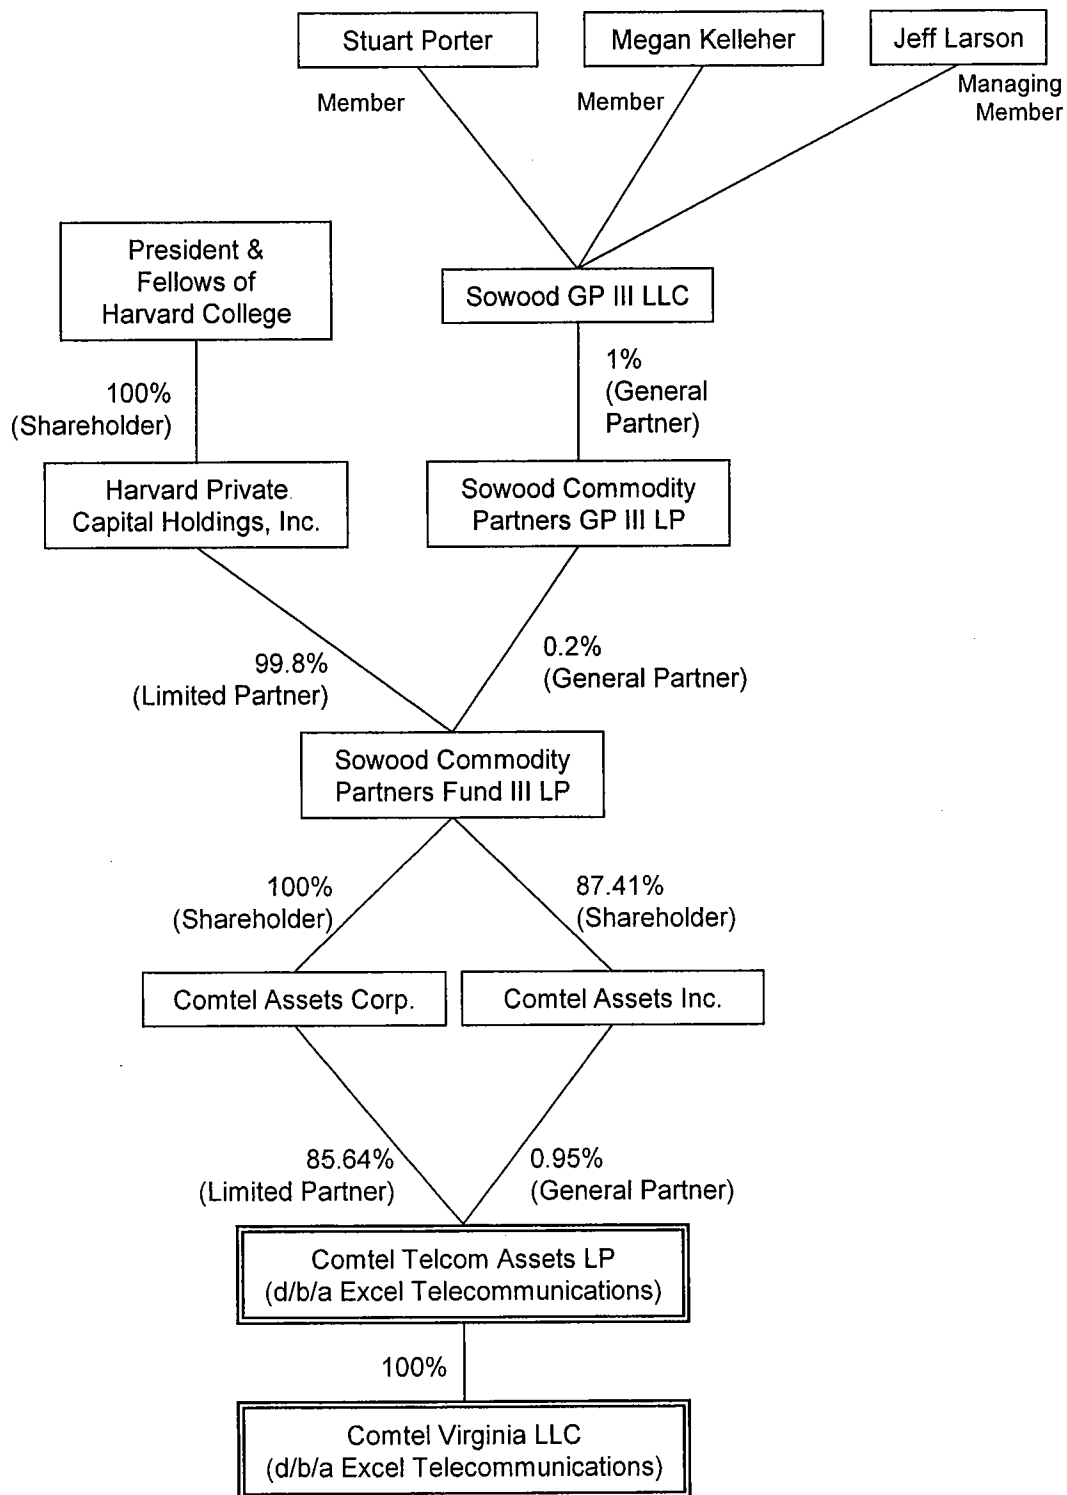 Stuart Porter
Megan Kelleher
Jeff Larson
Member
Member
Managing
Member
President &
Fellows of
Harvard College
Sowood GP III LLC
100%
(Shareholder)
1%
(General
Partner)
Harvard Private
Capital Holdings, Inc.
Sowood Commodity
Partners GP III LP
99.8%
(Limited Partner)
0.2%
(General Partner)
Sowood Commodity
Partners Fund III LP
100%
(Shareholder)
87.41%
(Shareholder)
Comtel Assets Corp.
Comtel Assets Inc.
85.64%
(Limited Partner)
0.95%
(General Partner)
Comtel Telcom Assets LP
(d/b/a Excel Telecommunications)
100%
Comtel Virginia LLC
(d/b/a Excel Telecommunications)